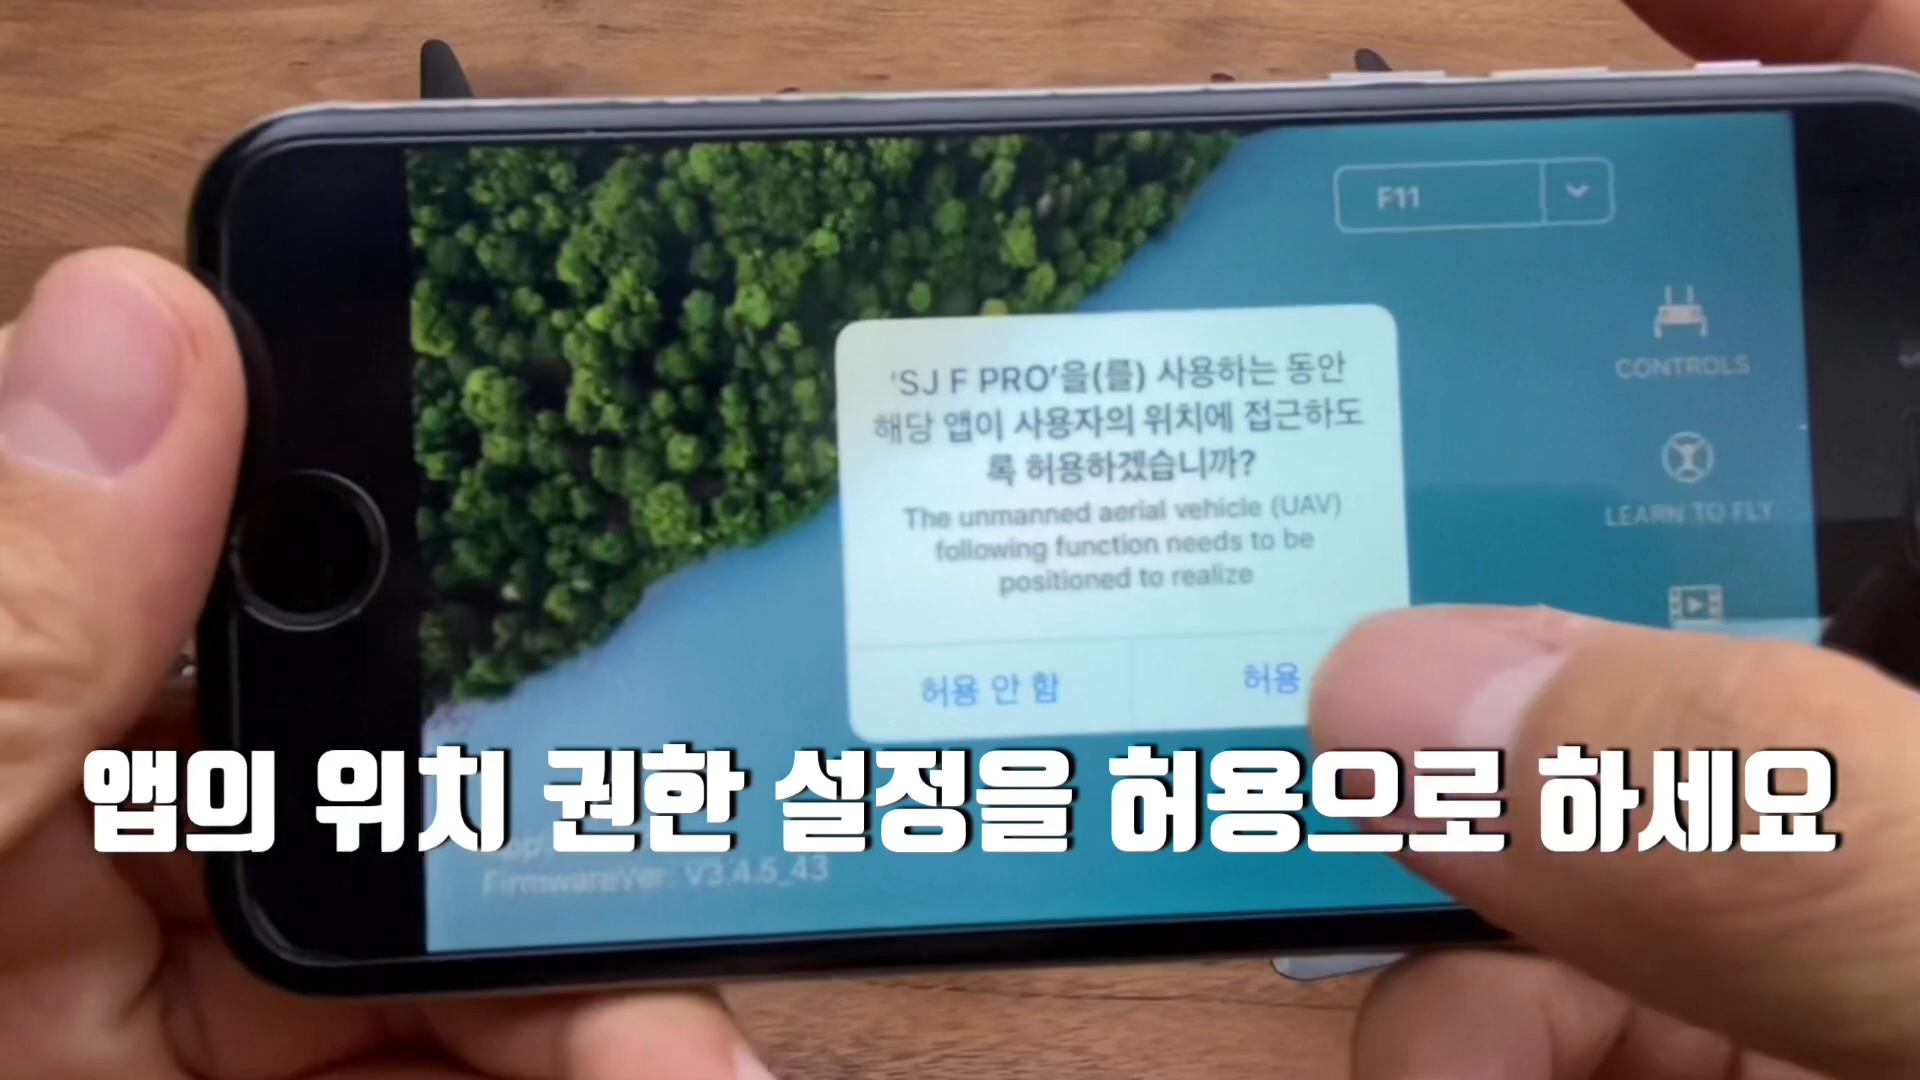 F11
CONTROLS
LEARN TO FLY
'SJ F PRO'을(를) 사용하는 동안
해당 앱이 사용자의 위치에 접근하도
록 허용하겠습니까?
The unmanned aerial vehicle (UAV)
following function needs to be
positioned to realize
허용 안 함
허용
앱의 위치 권한 설정을 허용으로 하세요
FirmwareVer: V3.4.5_43